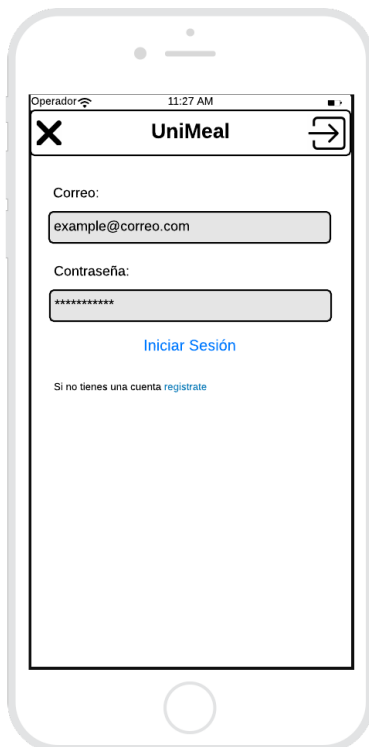 Operador 11:27 AM
UniMeal
Correo:
example@correo.com
Contraseña:
***********
Iniciar Sesión
Si no tienes una cuenta registrate